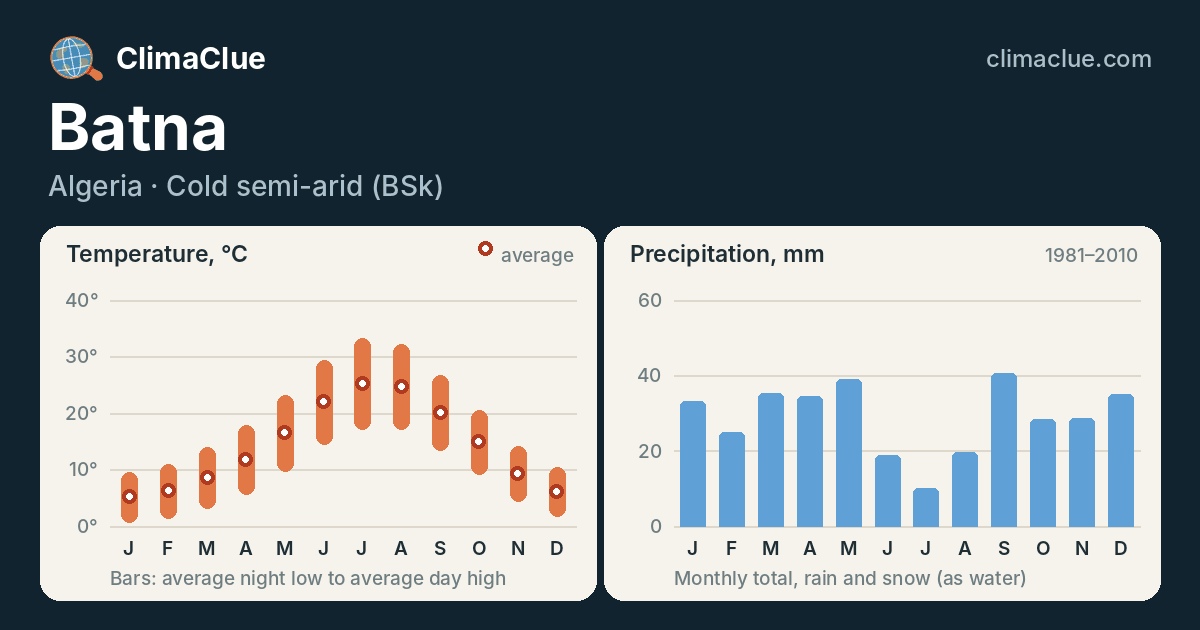 ClimaClue
climaclue.com
Batna
Algeria · Cold semi-arid (BSk)
Temperature, °C
average
40°
30°
20°
10°
0°
J F M A M J J A S O N D
Bars: average night low to average day high
Precipitation, mm
1981–2010
60
40
20
0
J F M A M J J A S O N D
Monthly total, rain and snow (as water)